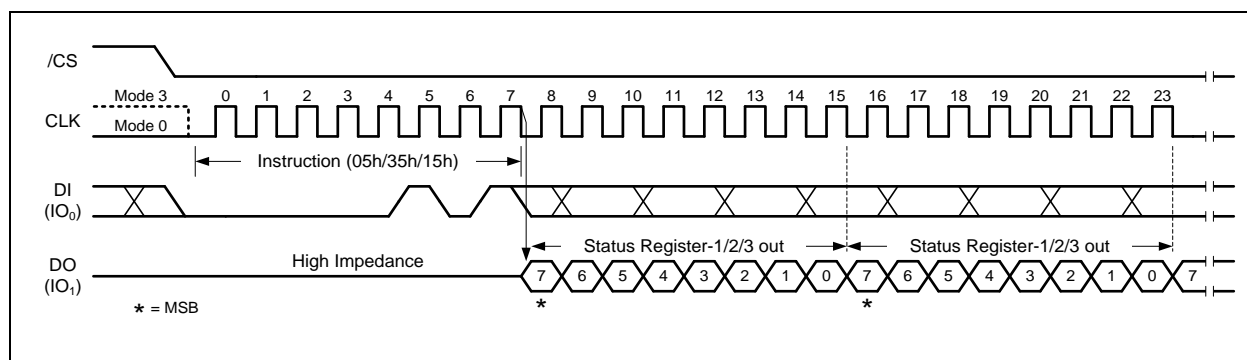 /CS
Mode 3
0 1 2 3 4 5 6 7 8 9 10 11 12 13 14 15 16 17 18 19 20 21 22 23
CLK
Mode 0
Instruction (05h/35h/15h)
DI
(IO₀)
Status Register-1/2/3 out
Status Register-1/2/3 out
High Impedance
DO
(IO₁)
7 6 5 4 3 2 1 0 7 6 5 4 3 2 1 0 7
* *
* = MSB